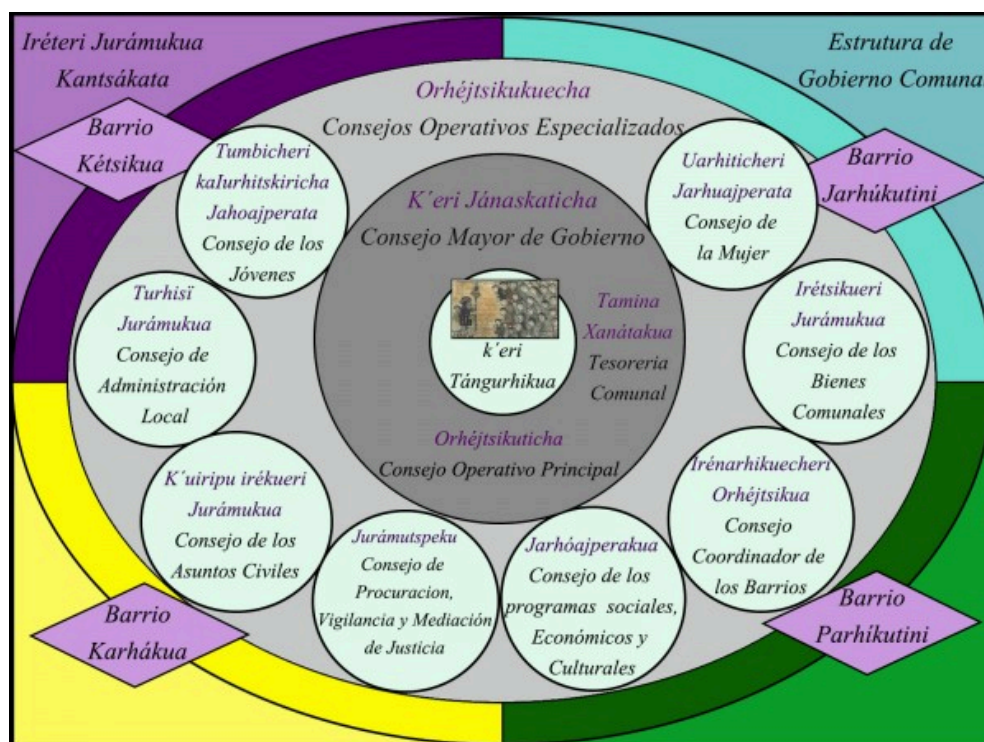 Iréteri Jurámukua
Kantsákata
Estrutura de
Gobierno Comunal
Barrio
Kétsikua
Barrio
Jarhúkutini
Orhéjtsikukuecha
Consejos Operativos Especializados
Tumbicheri
kaIurhitskiricha
Jahoajperata
Consejo de los
Jóvenes
Uarhiticheri
Jarhuajperata
Consejo de
la Mujer
K´eri Jánaskaticha
Consejo Mayor de Gobierno
Turhisï
Jurámukua
Consejo de
Administración
Local
k´eri
Tángurhikua
Tamina
Xanátakua
Tesoreria
Comunal
Irétsikueri
Jurámukua
Consejo de los
Bienes
Comunales
Orhéjtsikuticha
Consejo Operativo Principal
K´uiripu irékueri
Jurámukua
Consejo de los
Asuntos Civiles
Jurámutspeku
Consejo de
Procuracion,
Vigilancia y Mediación
de Justicia
Jarhóajperakua
Consejo de los
programas sociales,
Económicos y
Culturales
Irénarhikuecheri
Orhéjtsikua
Consejo
Coordinador de
los Barrios
Barrio
Karhákua
Barrio
Parhíkutini